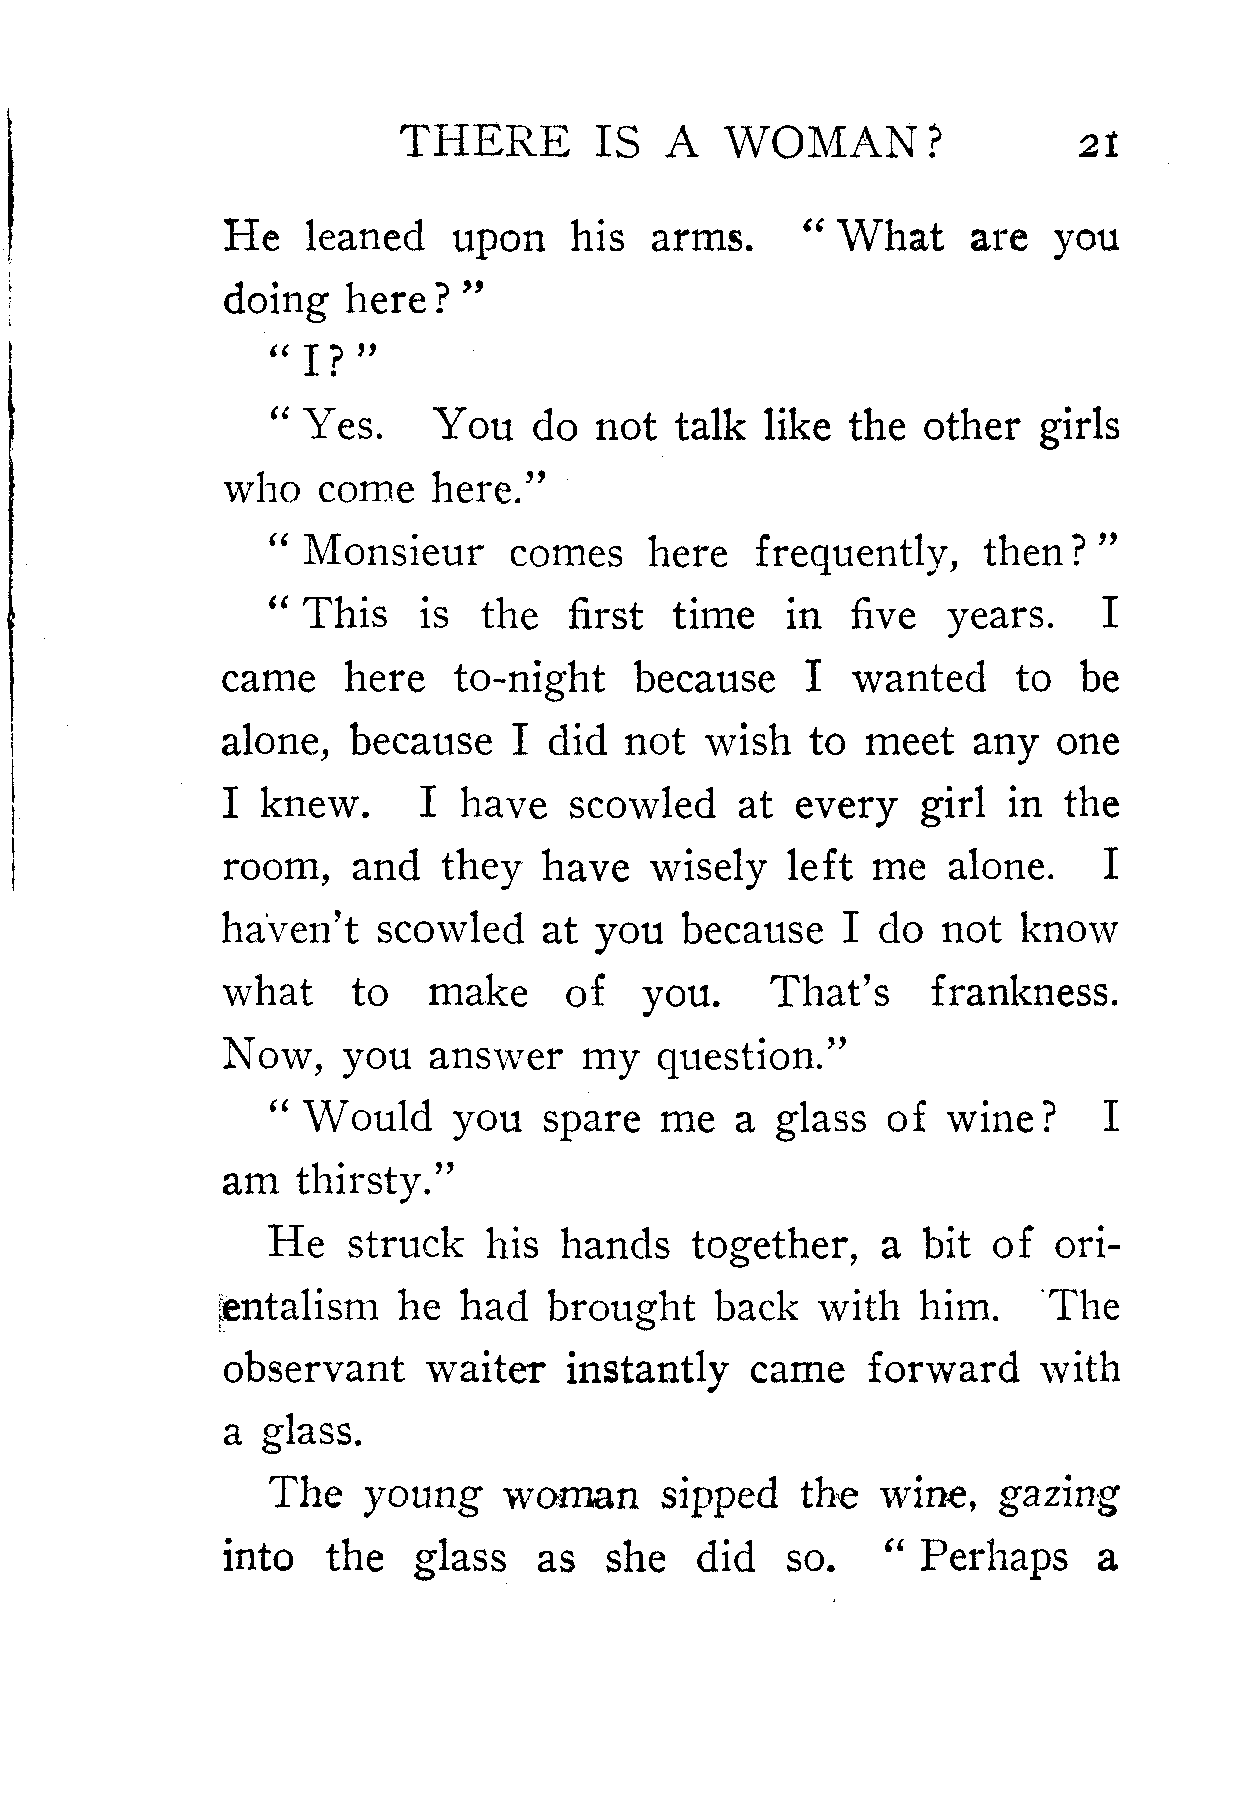 THERE IS A WOMAN? 21
He leaned upon his arms. " What are you
doing here? "
" I? "
" Yes. You do not talk like the other girls
who come here."
" Monsieur comes here frequently, then? "
" This is the first time in five years. I
came here to-night because I wanted to be
alone, because I did not wish to meet any one
I knew. I have scowled at every girl in the
room, and they have wisely left me alone. I
haven't scowled at you because I do not know
what to make of you. That's frankness.
Now, you answer my question."
" Would you spare me a glass of wine? I
am thirsty."
He struck his hands together, a bit of ori-
entalism he had brought back with him. The
observant waiter instantly came forward with
a glass.
The young woman sipped the wine, gazing
into the glass as she did so. " Perhaps a